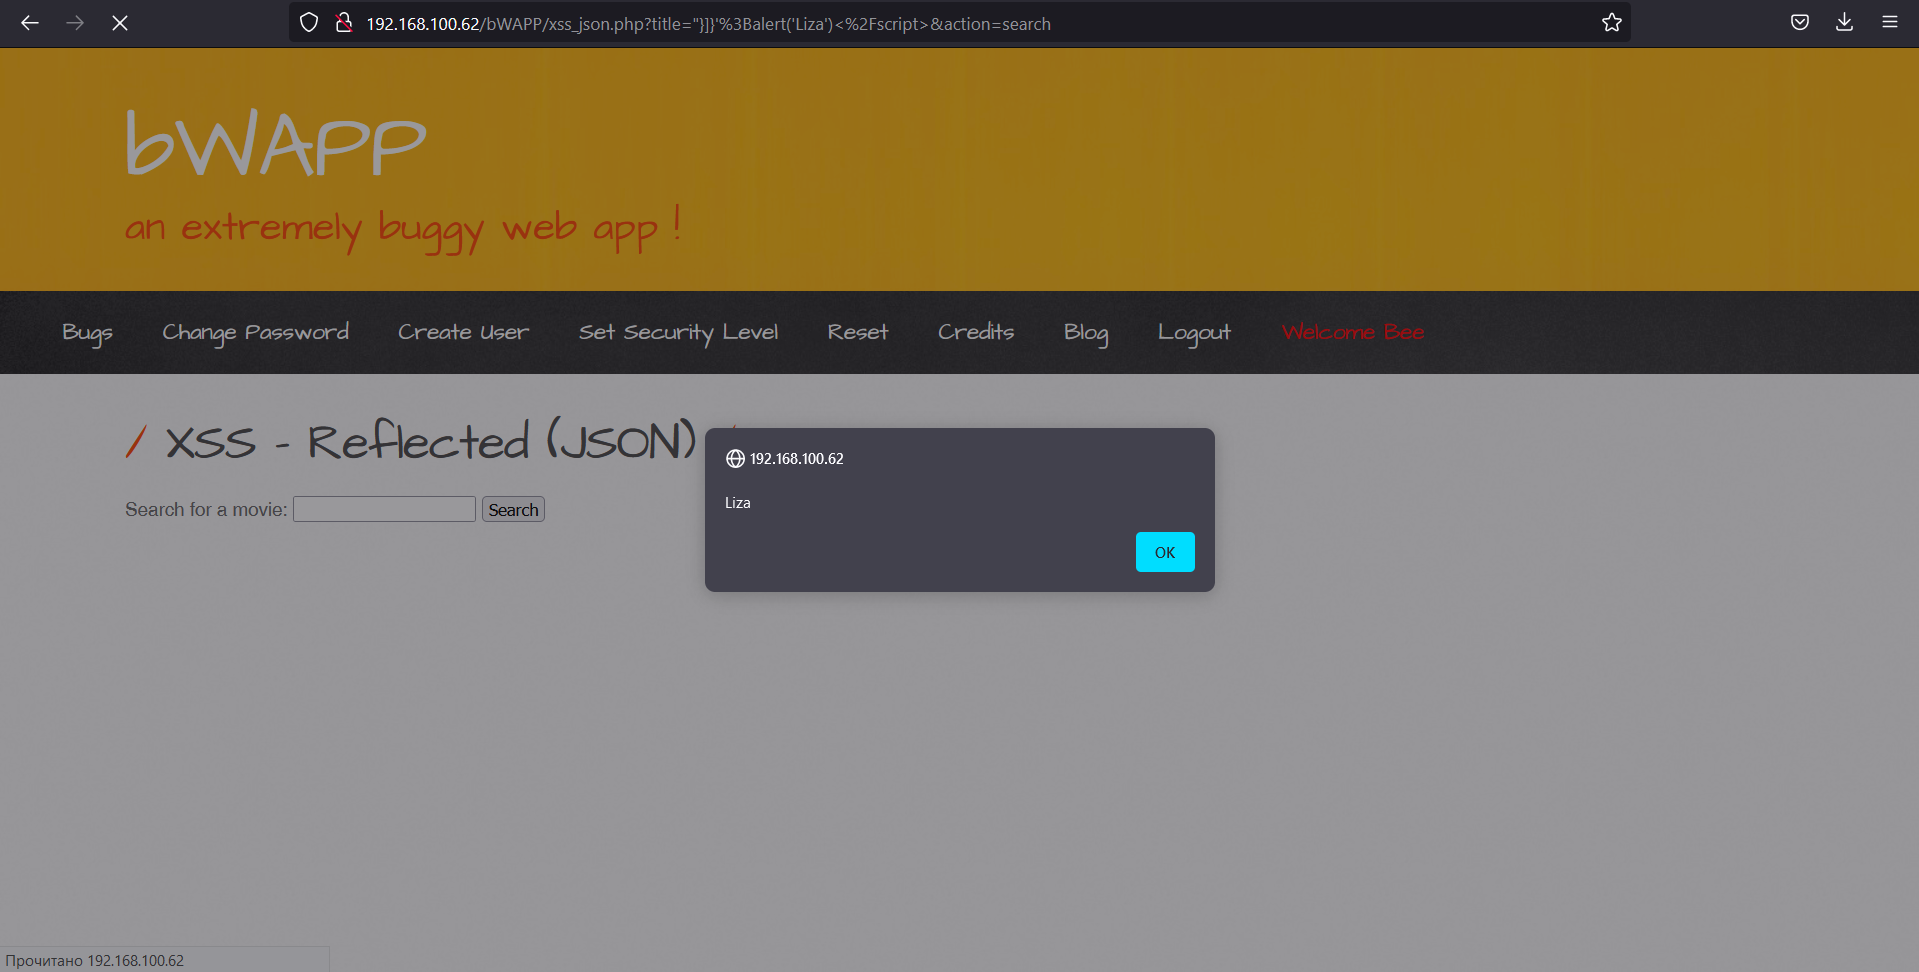 192.168.100.62/bWAPP/xss_json.php?title="}]}'%3Balert('Liza')<%2Fscript>&action=search
bWAPP
an extremely buggy web app !
Bugs Change Password Create User Set Security Level Reset Credits Blog Logout Welcome Bee
/ XSS - Reflected (JSON) /
192.168.100.62
Liza
OK
Search for a movie: Search
Прочитано 192.168.100.62